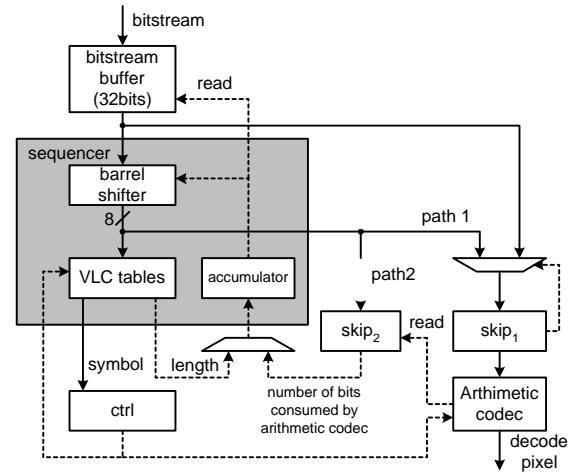 bitstream
bitstream
buffer
(32bits)
read
sequencer
barrel
shifter
8
path 1
VLC tables
accumulator
path2
skip2
read
skip1
symbol
length
ctrl
number of bits
consumed by
arithmetic codec
Arthimetic
codec
decode
pixel